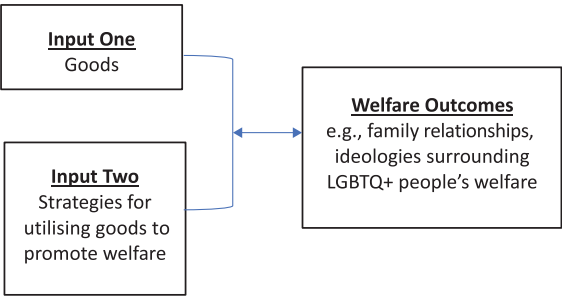 Input One
Goods
Input Two
Strategies for
utilising goods to
promote welfare
Welfare Outcomes
e.g., family relationships,
ideologies surrounding
LGBTQ+ people’s welfare